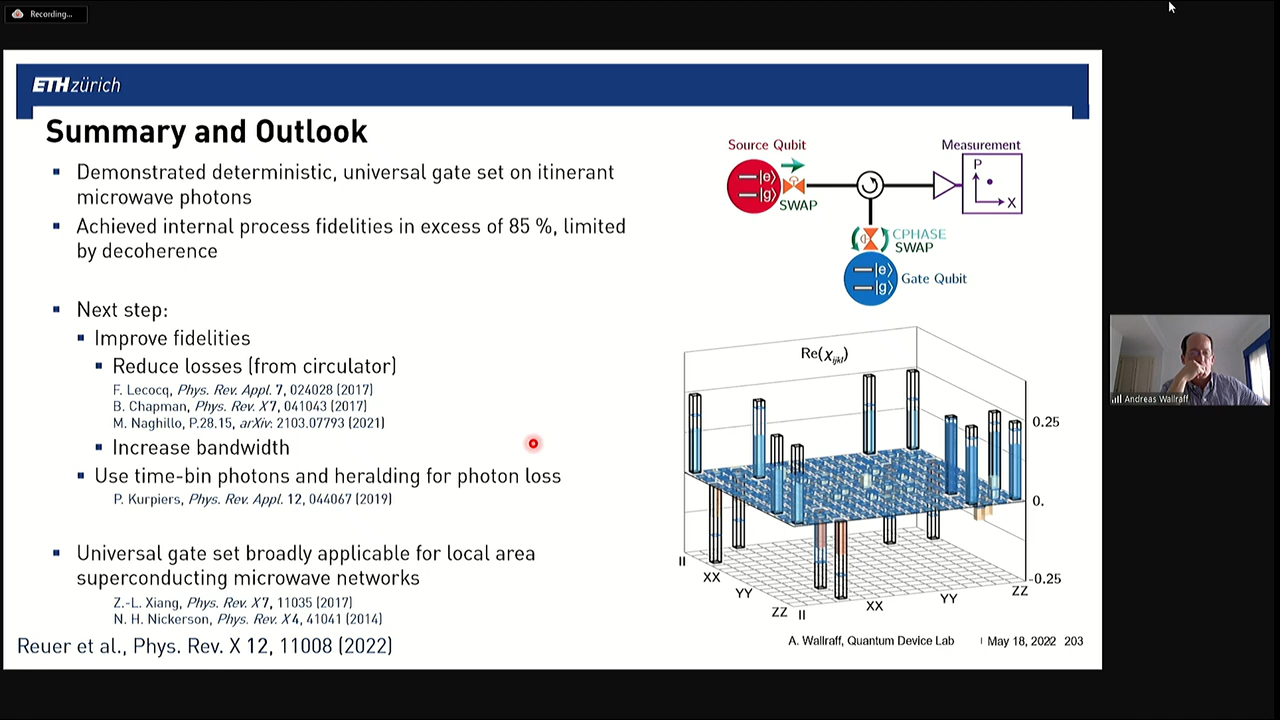 Recording...
ETH zürich
Summary and Outlook
Demonstrated deterministic, universal gate set on itinerant
microwave photons
Achieved internal process fidelities in excess of 85 %, limited
by decoherence
Next step:
Improve fidelities
Reduce losses (from circulator)
F. Lecocq, Phys. Rev. Appl. 7, 024028 (2017)
B. Chapman, Phys. Rev. X 7, 041043 (2017)
M. Naghillo, P.28.15, arXiv: 2103.07793 (2021)
Increase bandwidth
Use time-bin photons and heralding for photon loss
P. Kurpiers, Phys. Rev. Appl. 12, 044067 (2019)
Universal gate set broadly applicable for local area
superconducting microwave networks
Z.-L. Xiang, Phys. Rev. X 7, 11035 (2017)
N. H. Nickerson, Phys. Rev. X 4, 41041 (2014)
Reuer et al., Phys. Rev. X 12, 11008 (2022)
Source Qubit
|e⟩
|g⟩
SWAP
Measurement
P
X
CPHASE
SWAP
|e⟩
|g⟩
Gate Qubit
Re(χijkl)
0.25
0.
-0.25
II
XX
YY
ZZ
II
XX
YY
ZZ
A. Wallraff, Quantum Device Lab | May 18, 2022 203
Andreas Wallraff